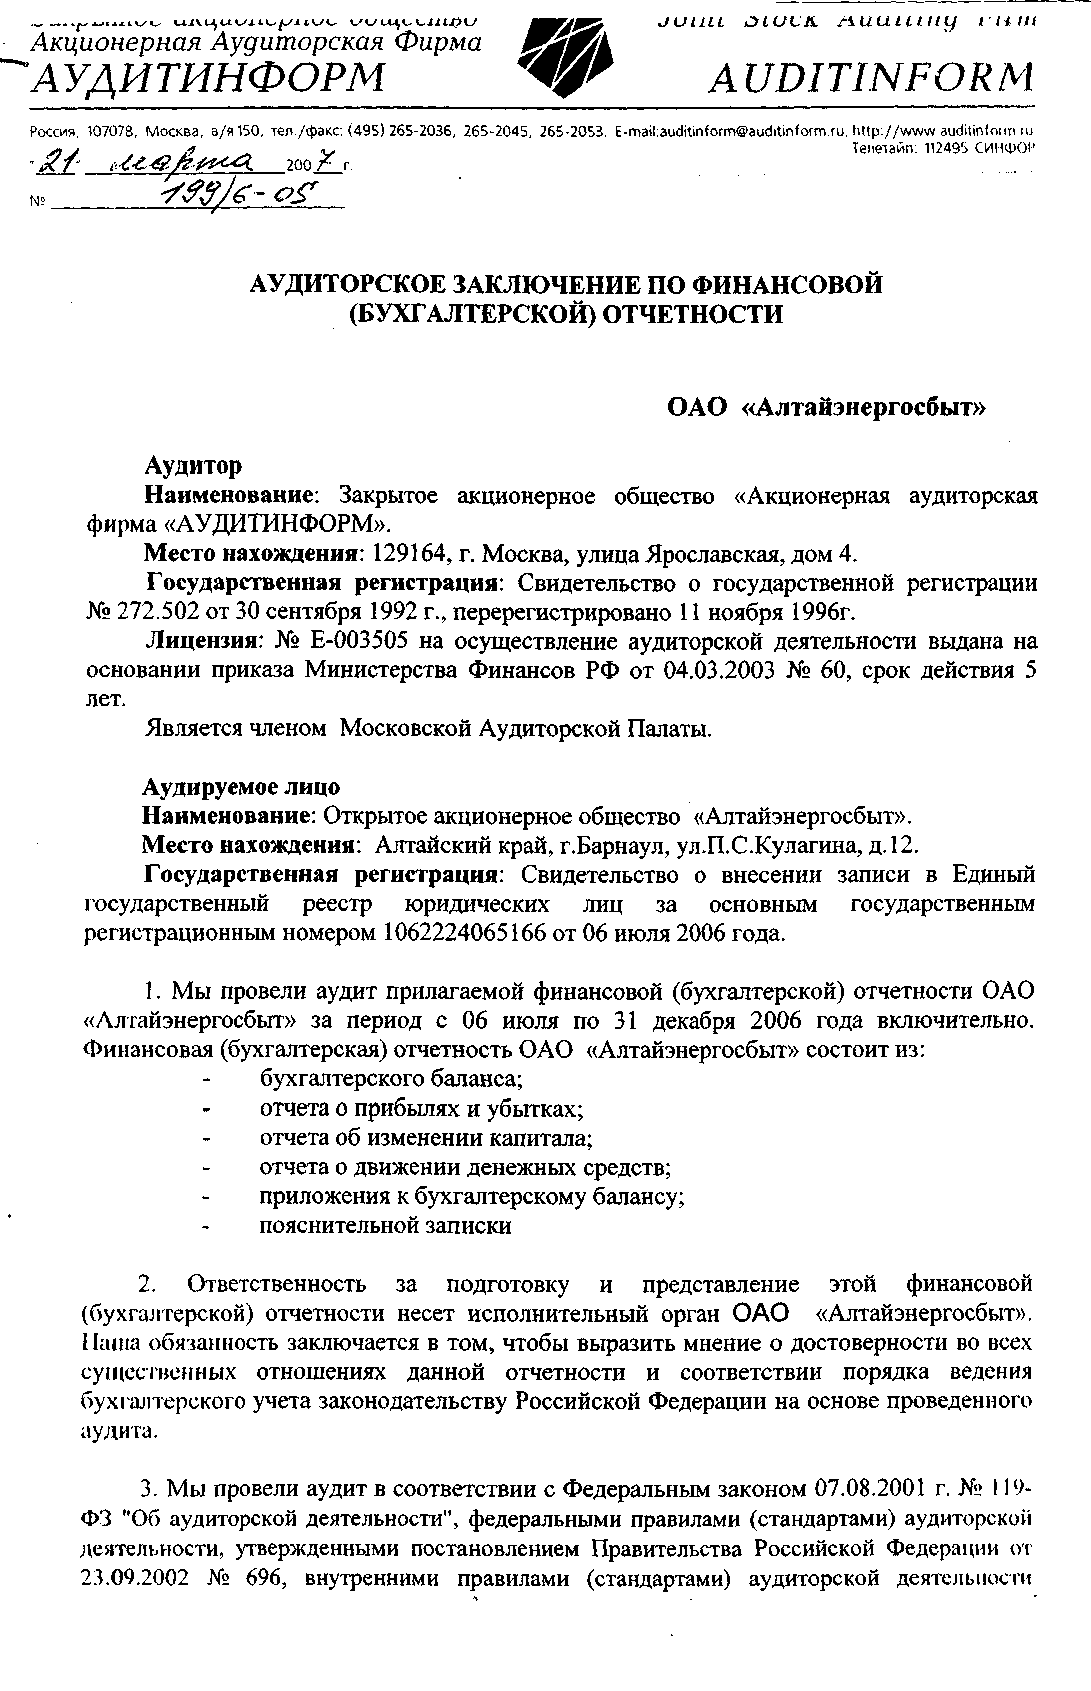 Акционерная Аудиторская Фирма
АУДИТИНФОРМ
Joint Stock Auditing Firm
AUDITINFORM
Россия, 107078, Москва, а/я 150, тел./факс: (495) 265-2036, 265-2045, 265-2053. E-mail:auditinform@auditinform.ru, http://www auditinform ru
Телетайп: 112495 СИНФОР
"21" марта 2007 г.
№ 199/6-05
АУДИТОРСКОЕ ЗАКЛЮЧЕНИЕ ПО ФИНАНСОВОЙ
(БУХГАЛТЕРСКОЙ) ОТЧЕТНОСТИ
ОАО «Алтайэнергосбыт»
Аудитор
Наименование: Закрытое акционерное общество «Акционерная аудиторская
фирма «АУДИТИНФОРМ».
Место нахождения: 129164, г. Москва, улица Ярославская, дом 4.
Государственная регистрация: Свидетельство о государственной регистрации
№ 272.502 от 30 сентября 1992 г., перерегистрировано 11 ноября 1996г.
Лицензия: № Е-003505 на осуществление аудиторской деятельности выдана на
основании приказа Министерства Финансов РФ от 04.03.2003 № 60, срок действия 5
лет.
Является членом Московской Аудиторской Палаты.
Аудируемое лицо
Наименование: Открытое акционерное общество «Алтайэнергосбыт».
Место нахождения: Алтайский край, г.Барнаул, ул.П.С.Кулагина, д.12.
Государственная регистрация: Свидетельство о внесении записи в Единый
государственный реестр юридических лиц за основным государственным
регистрационным номером 1062224065166 от 06 июля 2006 года.
1. Мы провели аудит прилагаемой финансовой (бухгалтерской) отчетности ОАО
«Алтайэнергосбыт» за период с 06 июля по 31 декабря 2006 года включительно.
Финансовая (бухгалтерская) отчетность ОАО «Алтайэнергосбыт» состоит из:
- бухгалтерского баланса;
- отчета о прибылях и убытках;
- отчета об изменении капитала;
- отчета о движении денежных средств;
- приложения к бухгалтерскому балансу;
- пояснительной записки
2. Ответственность за подготовку и представление этой финансовой
(бухгалтерской) отчетности несет исполнительный орган ОАО «Алтайэнергосбыт».
Наша обязанность заключается в том, чтобы выразить мнение о достоверности во всех
существенных отношениях данной отчетности и соответствии порядка ведения
бухгалтерского учета законодательству Российской Федерации на основе проведенного
аудита.
3. Мы провели аудит в соответствии с Федеральным законом 07.08.2001 г. № 119-
ФЗ "Об аудиторской деятельности", федеральными правилами (стандартами) аудиторской
деятельности, утвержденными постановлением Правительства Российской Федерации от
23.09.2002 № 696, внутренними правилами (стандартами) аудиторской деятельности